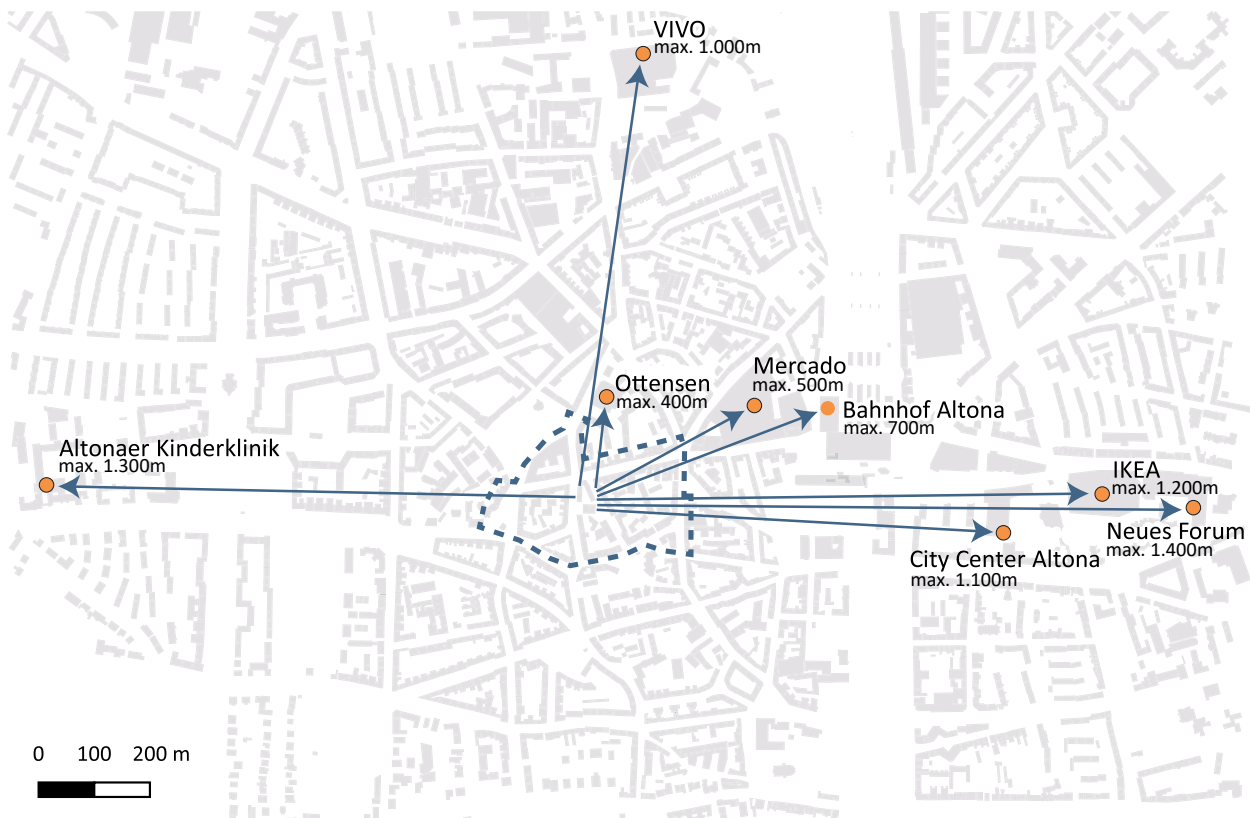 VIVO
max. 1.000m
Mercado
max. 500m
Ottensen
max. 400m
Bahnhof Altona
max. 700m
Altonaer Kinderklinik
max. 1.300m
IKEA
max. 1.200m
Neues Forum
max. 1.400m
City Center Altona
max. 1.100m
0 100 200 m